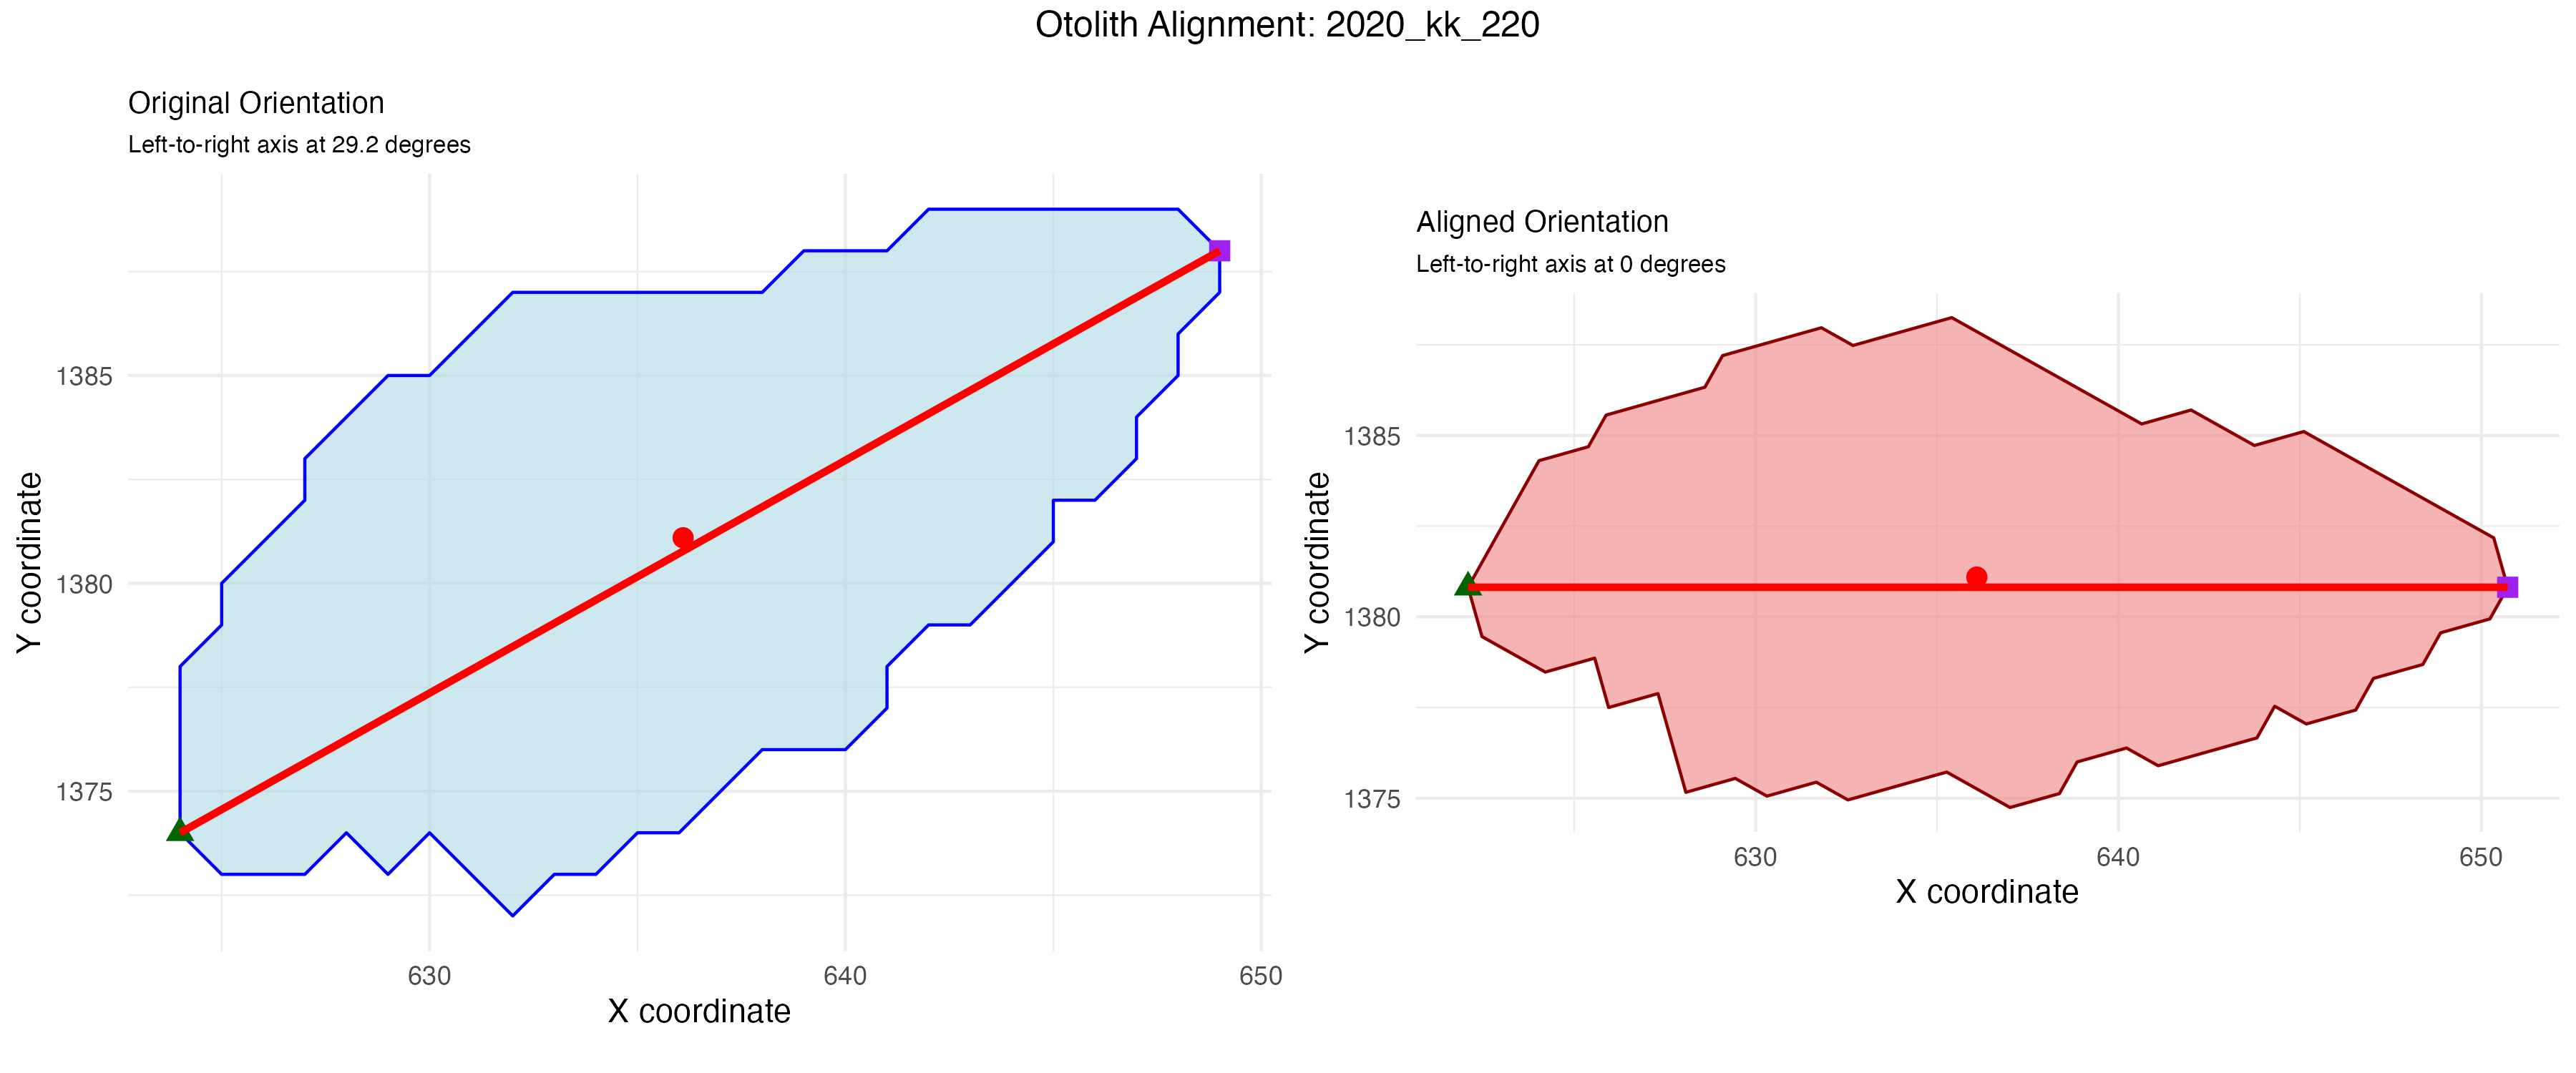 Otolith Alignment: 2020_kk_220
Original Orientation
Left-to-right axis at 29.2 degrees
1385
1380
1375
Y coordinate
630
640
650
X coordinate
Aligned Orientation
Left-to-right axis at 0 degrees
1385
1380
1375
Y coordinate
630
640
650
X coordinate